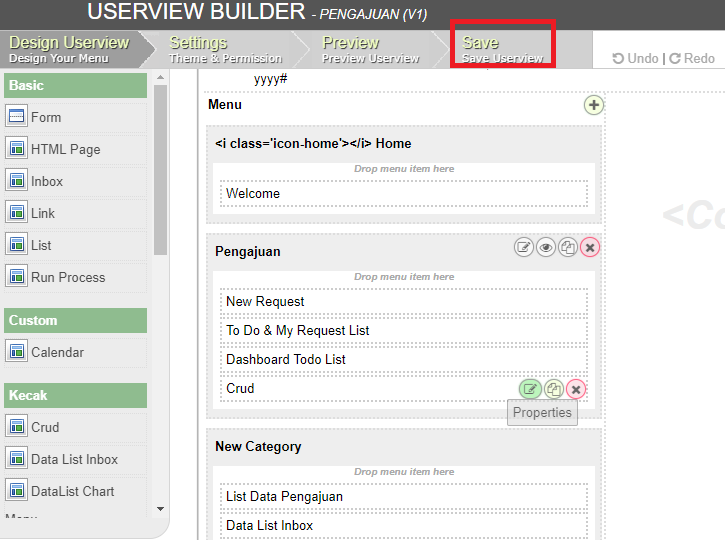 USERVIEW BUILDER - PENGAJUAN (V1)
Design Userview
Design Your Menu
Settings
Theme & Permission
Preview
Preview Userview
Save
Save Userview
Undo | Redo
Basic
Form
HTML Page
Inbox
Link
List
Run Process
Custom
Calendar
Kecak
Crud
Data List Inbox
DataList Chart
Menu
yyyy#
Menu
<i class='icon-home'></i> Home
Drop menu item here
Welcome
Pengajuan
Drop menu item here
New Request
To Do & My Request List
Dashboard Todo List
Crud
Properties
New Category
Drop menu item here
List Data Pengajuan
Data List Inbox